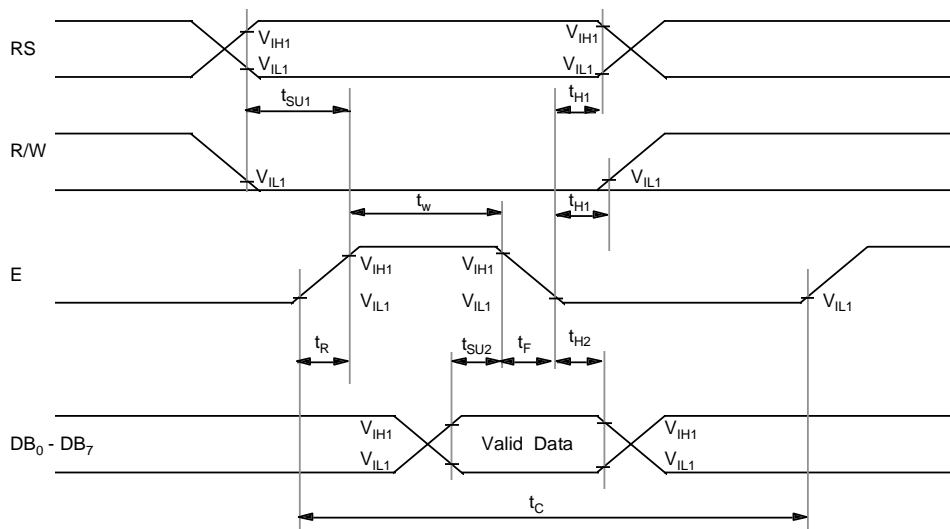 RS
V_IH1
V_IL1
V_IH1
V_IL1
t_SU1
t_H1
R/W
V_IL1
V_IL1
t_w
t_H1
E
V_IH1
V_IH1
V_IL1
V_IL1
V_IL1
t_R
t_SU2
t_F
t_H2
DB_0 - DB_7
V_IH1
V_IL1
Valid Data
V_IH1
V_IL1
t_C